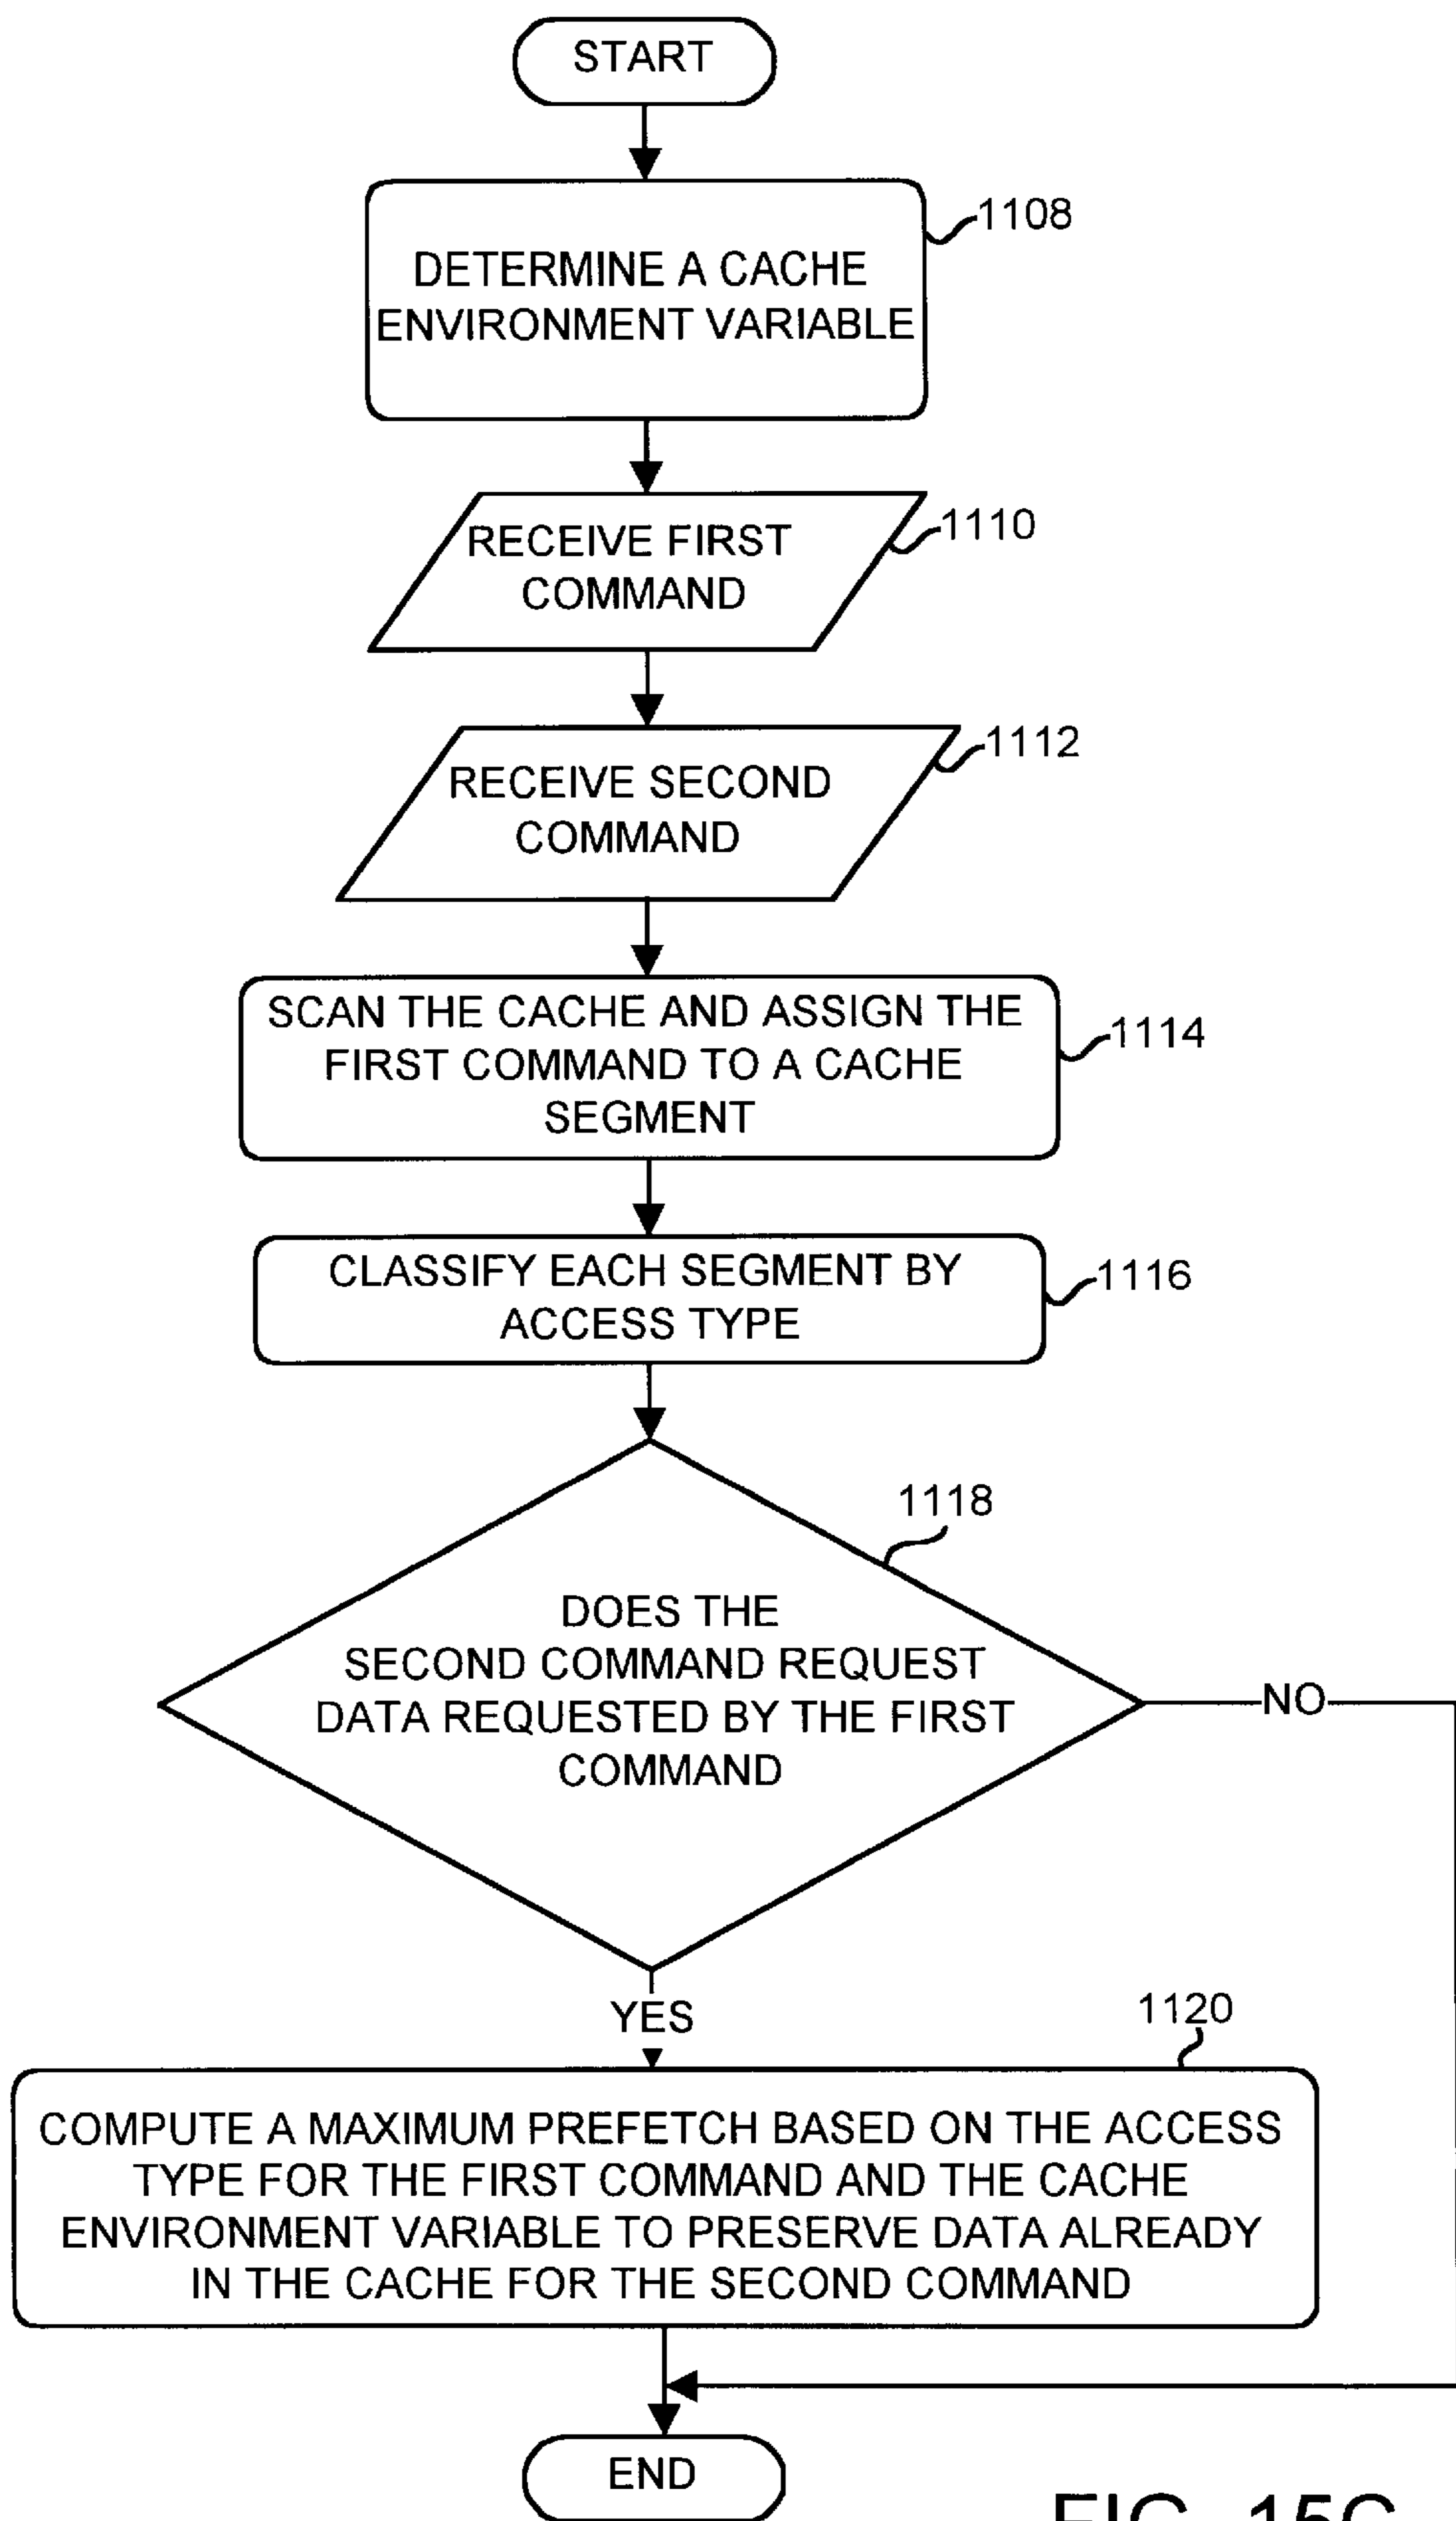 START
1108
DETERMINE A CACHE
ENVIRONMENT VARIABLE
1110
RECEIVE FIRST
COMMAND
1112
RECEIVE SECOND
COMMAND
SCAN THE CACHE AND ASSIGN THE
FIRST COMMAND TO A CACHE
SEGMENT
1114
CLASSIFY EACH SEGMENT BY
ACCESS TYPE
1116
1118
DOES THE
SECOND COMMAND REQUEST
DATA REQUESTED BY THE FIRST
COMMAND
NO
YES
1120
COMPUTE A MAXIMUM PREFETCH BASED ON THE ACCESS
TYPE FOR THE FIRST COMMAND AND THE CACHE
ENVIRONMENT VARIABLE TO PRESERVE DATA ALREADY
IN THE CACHE FOR THE SECOND COMMAND
END
FIG. 15C